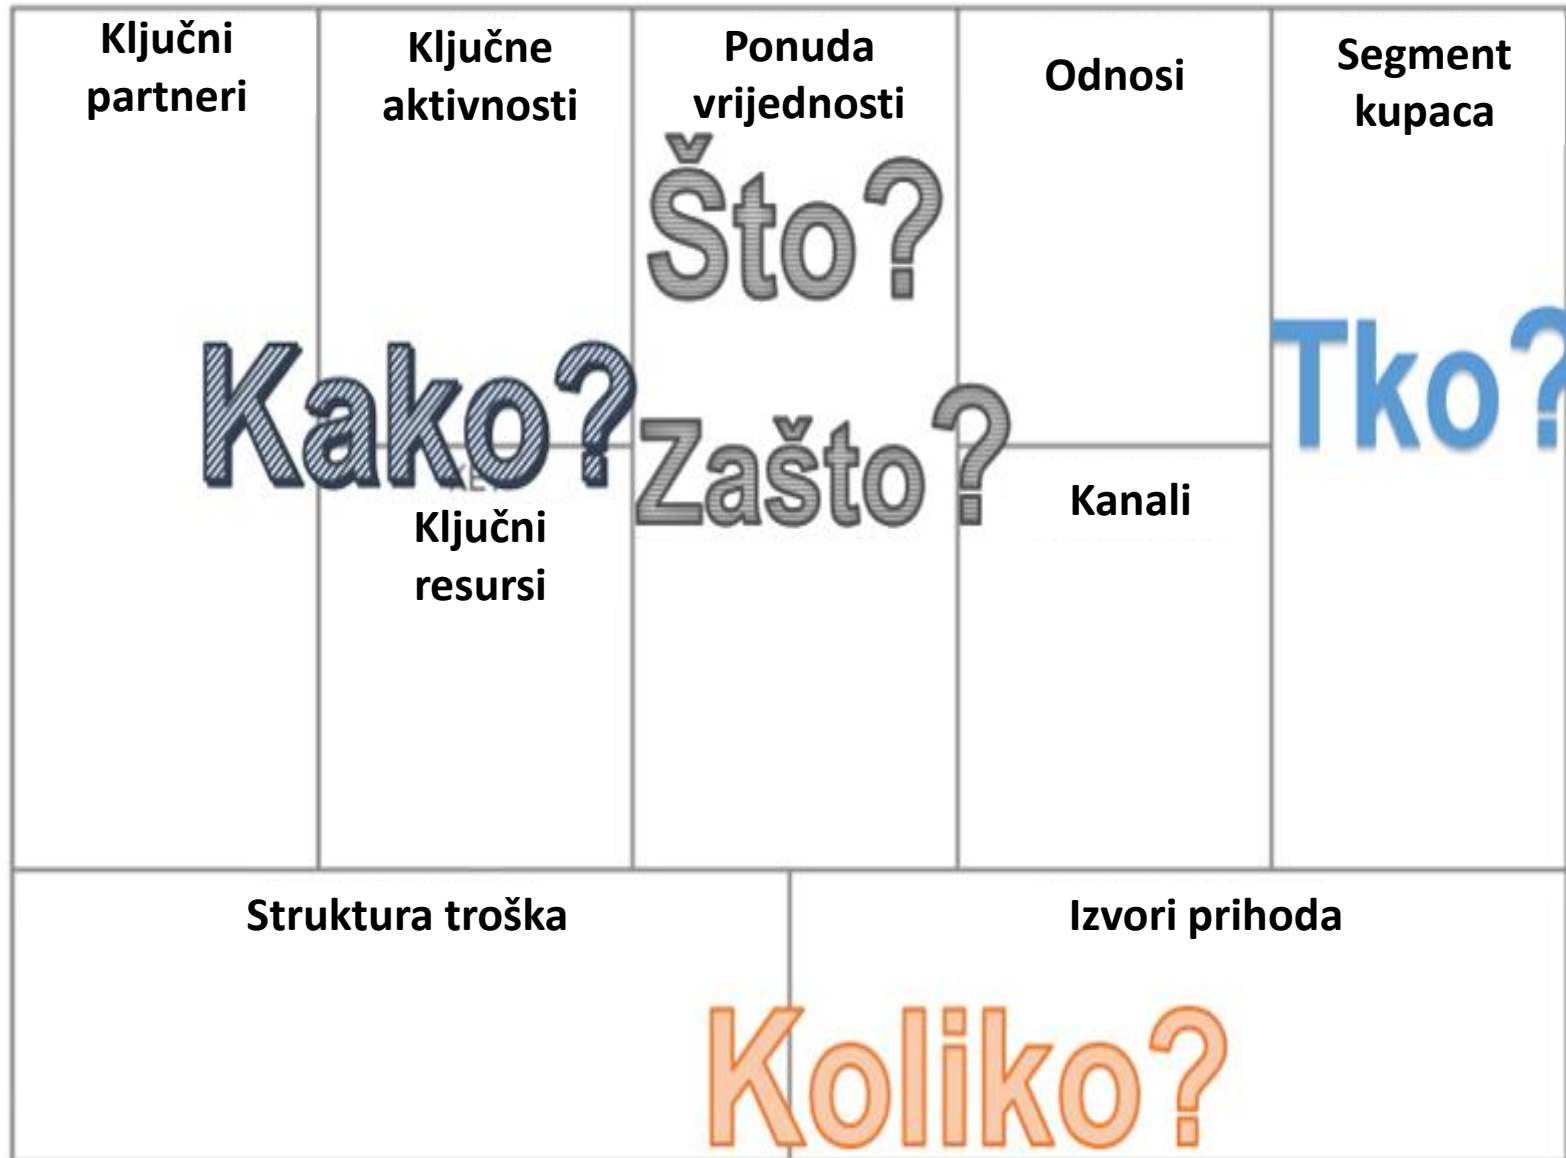 Ključni
partneri
Ključne
aktivnosti
Ponuda
vrijednosti
Odnosi
Segment
kupaca
Što?
Kako?
Zašto?
Tko?
Ključni
resursi
Kanali
Struktura troška
Izvori prihoda
Koliko?